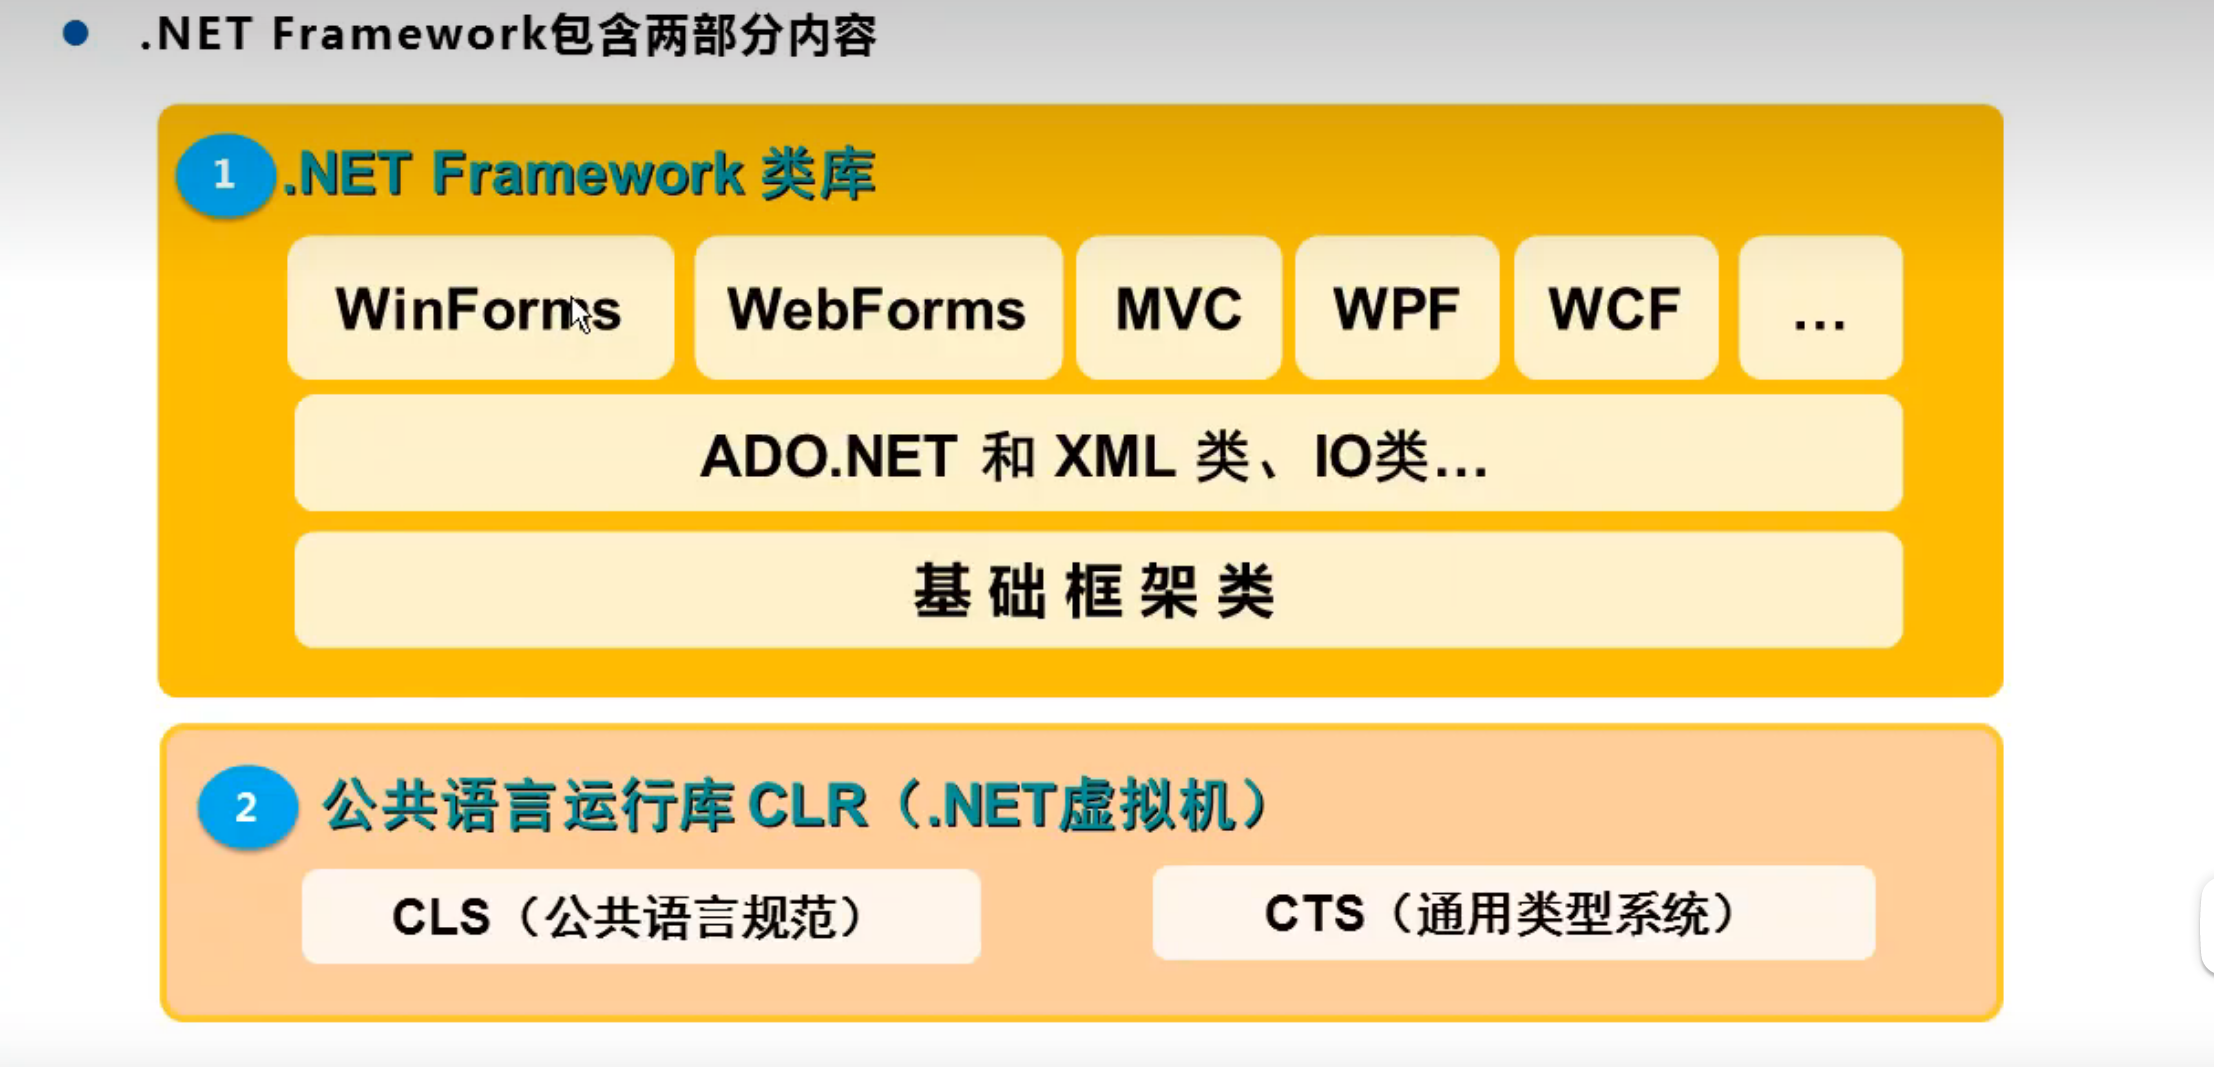 .NET Framework包含两部分内容
1 .NET Framework 类库
WinForms WebForms MVC WPF WCF ...
ADO.NET 和 XML 类、IO类...
基 础 框 架 类
2 公共语言运行库 CLR（.NET虚拟机）
CLS（公共语言规范） CTS（通用类型系统）